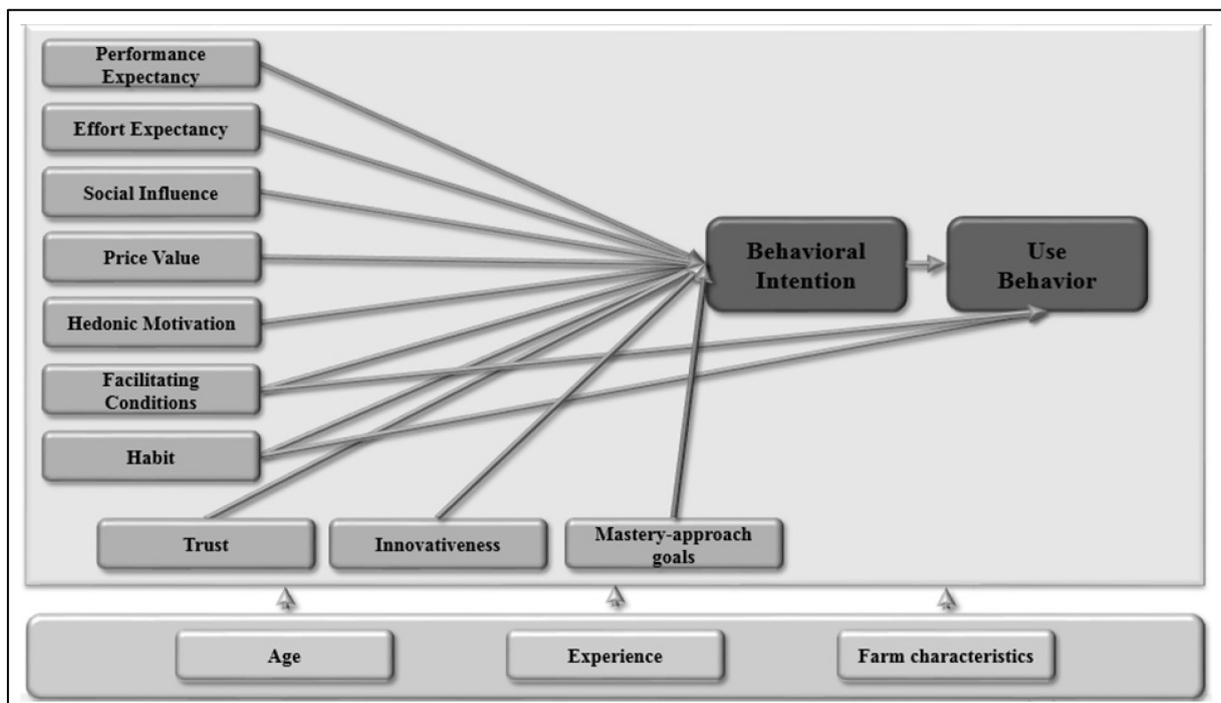 Performance
Expectancy
Effort Expectancy
Social Influence
Price Value
Hedonic Motivation
Facilitating
Conditions
Habit
Behavioral
Intention
Use
Behavior
Trust
Innovativeness
Mastery-approach
goals
Age
Experience
Farm characteristics